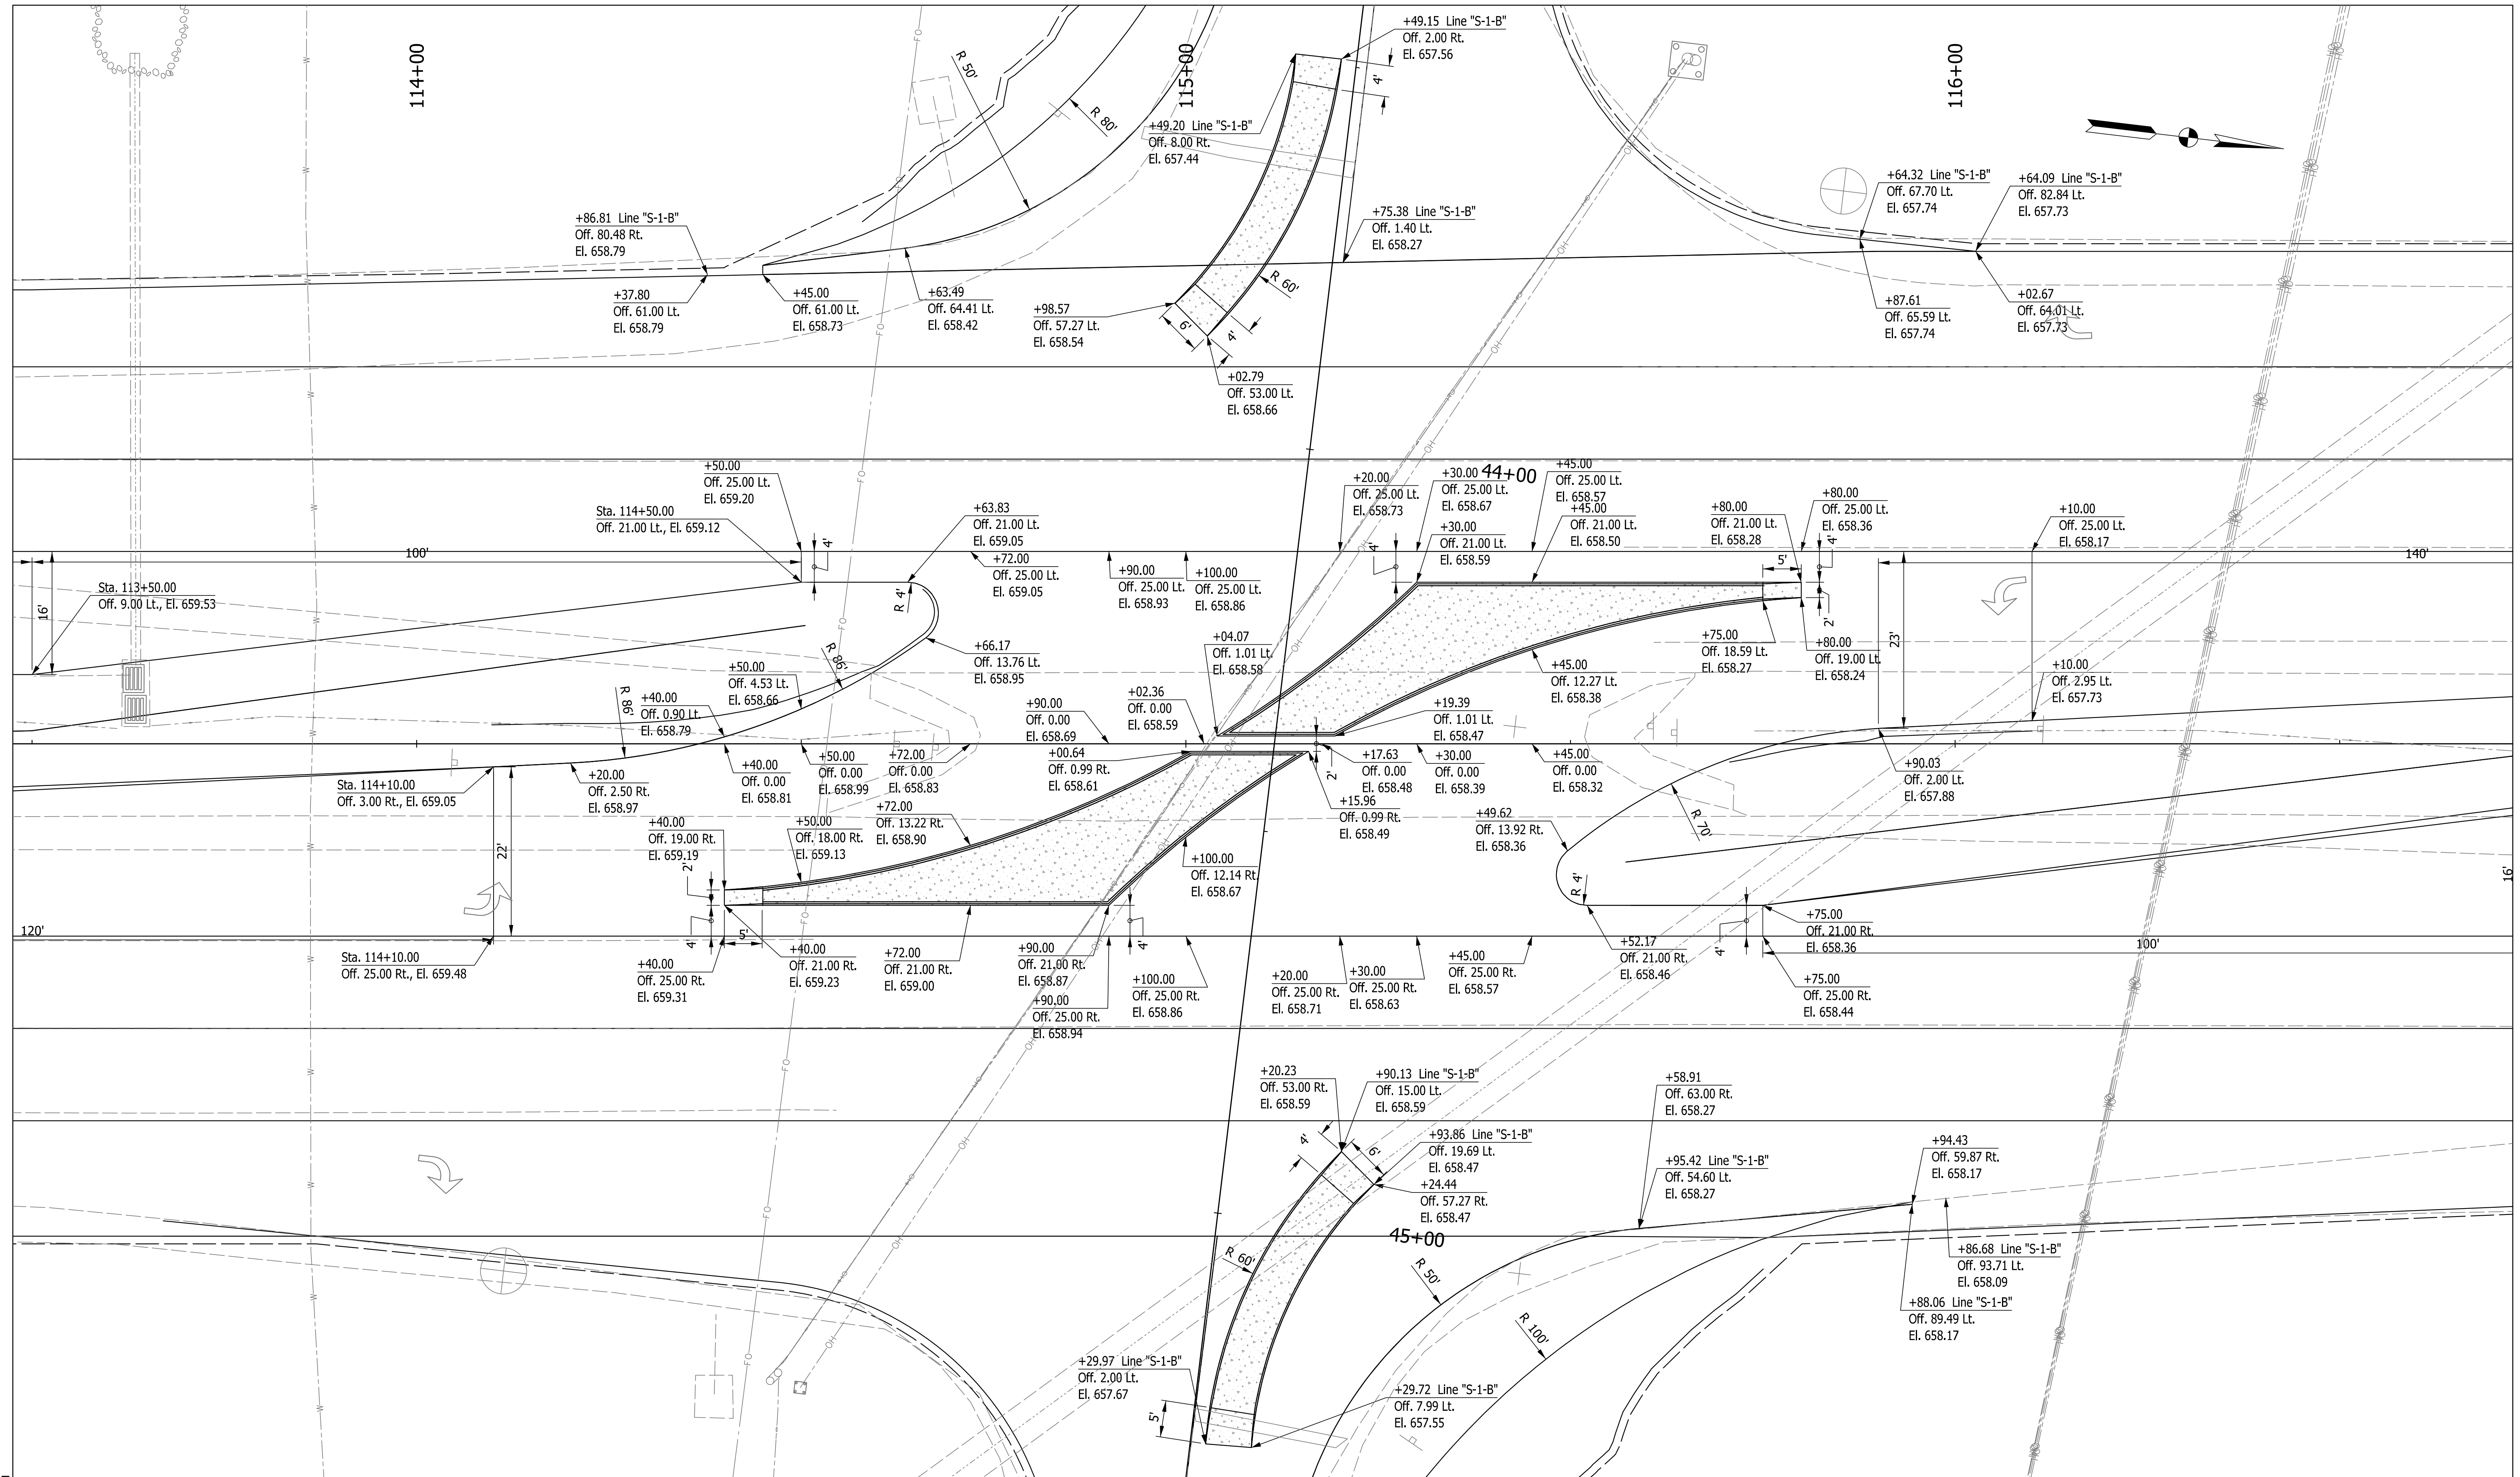 114+00
115+00
116+00
+49.15 Line "S-1-B"
Off. 2.00 Rt.
El. 657.56
4'
R 50'
R 80'
+49.20 Line "S-1-B"
Off. 8.00 Rt.
El. 657.44
+86.81 Line "S-1-B"
Off. 80.48 Rt.
El. 658.79
+75.38 Line "S-1-B"
Off. 1.40 Lt.
El. 658.27
+64.32 Line "S-1-B"
Off. 67.70 Lt.
El. 657.74
+64.09 Line "S-1-B"
Off. 82.84 Lt.
El. 657.73
+37.80
Off. 61.00 Lt.
El. 658.79
+45.00
Off. 61.00 Lt.
El. 658.73
+63.49
Off. 64.41 Lt.
El. 658.42
+98.57
Off. 57.27 Lt.
El. 658.54
R 60'
6'
4'
+87.61
Off. 65.59 Lt.
El. 657.74
+02.67
Off. 64.01 Lt.
El. 657.73
+02.79
Off. 53.00 Lt.
El. 658.66
+50.00
Off. 25.00 Lt.
El. 659.20
Sta. 114+50.00
Off. 21.00 Lt., El. 659.12
+63.83
Off. 21.00 Lt.
El. 659.05
+20.00
Off. 25.00 Lt.
El. 658.73
+30.00
Off. 25.00 Lt.
El. 658.67
44+00
+45.00
Off. 25.00 Lt.
El. 658.57
+45.00
Off. 21.00 Lt.
El. 658.50
+30.00
Off. 21.00 Lt.
El. 658.59
+80.00
Off. 21.00 Lt.
El. 658.28
+80.00
Off. 25.00 Lt.
El. 658.36
+10.00
Off. 25.00 Lt.
El. 658.17
100'
4'
4'
5'
4'
140'
+72.00
Off. 25.00 Lt.
El. 659.05
+90.00
Off. 25.00 Lt.
El. 658.93
+100.00
Off. 25.00 Lt.
El. 658.86
Sta. 113+50.00
Off. 9.00 Lt., El. 659.53
16'
R 4'
2'
23'
+66.17
Off. 13.76 Lt.
El. 658.95
+04.07
Off. 1.01 Lt.
El. 658.58
+75.00
Off. 18.59 Lt.
El. 658.27
+80.00
Off. 19.00 Lt.
El. 658.24
R 86'
R 86'
+50.00
Off. 4.53 Lt.
El. 658.66
+40.00
Off. 0.90 Lt.
El. 658.79
+45.00
Off. 12.27 Lt.
El. 658.38
+10.00
Off. 2.95 Lt.
El. 657.73
+90.00
Off. 0.00
El. 658.69
+02.36
Off. 0.00
El. 658.59
+19.39
Off. 1.01 Lt.
El. 658.47
+20.00
Off. 2.50 Rt.
El. 658.97
+40.00
Off. 0.00
El. 658.81
+50.00
Off. 0.00
El. 658.99
+72.00
Off. 0.00
El. 658.83
+00.64
Off. 0.99 Rt.
El. 658.61
2'
+17.63
Off. 0.00
El. 658.48
+30.00
Off. 0.00
El. 658.39
+45.00
Off. 0.00
El. 658.32
+90.03
Off. 2.00 Lt.
El. 657.88
Sta. 114+10.00
Off. 3.00 Rt., El. 659.05
+15.96
Off. 0.99 Rt.
El. 658.49
+72.00
Off. 13.22 Rt.
El. 658.90
+40.00
Off. 19.00 Rt.
El. 659.19
+50.00
Off. 18.00 Rt.
El. 659.13
+49.62
Off. 13.92 Rt.
El. 658.36
R 70'
22'
2'
+100.00
Off. 12.14 Rt.
El. 658.67
R 4'
16'
120'
4'
5'
4'
4'
+75.00
Off. 21.00 Rt.
El. 658.36
100'
Sta. 114+10.00
Off. 25.00 Rt., El. 659.48
+40.00
Off. 25.00 Rt.
El. 659.31
+40.00
Off. 21.00 Rt.
El. 659.23
+72.00
Off. 21.00 Rt.
El. 659.00
+90.00
Off. 21.00 Rt.
El. 658.87
+90.00
Off. 25.00 Rt.
El. 658.94
+100.00
Off. 25.00 Rt.
El. 658.86
+20.00
Off. 25.00 Rt.
El. 658.71
+30.00
Off. 25.00 Rt.
El. 658.63
+45.00
Off. 25.00 Rt.
El. 658.57
+52.17
Off. 21.00 Rt.
El. 658.46
+75.00
Off. 25.00 Rt.
El. 658.44
+20.23
Off. 53.00 Rt.
El. 658.59
+90.13 Line "S-1-B"
Off. 15.00 Lt.
El. 658.59
+58.91
Off. 63.00 Rt.
El. 658.27
4'
6'
+93.86 Line "S-1-B"
Off. 19.69 Lt.
El. 658.47
+24.44
Off. 57.27 Rt.
El. 658.47
+95.42 Line "S-1-B"
Off. 54.60 Lt.
El. 658.27
+94.43
Off. 59.87 Rt.
El. 658.17
45+00
R 60'
R 50'
R 100'
+86.68 Line "S-1-B"
Off. 93.71 Lt.
El. 658.09
+88.06 Line "S-1-B"
Off. 89.49 Lt.
El. 658.17
+29.97 Line "S-1-B"
Off. 2.00 Lt.
El. 657.67
5'
+29.72 Line "S-1-B"
Off. 7.99 Lt.
El. 657.55